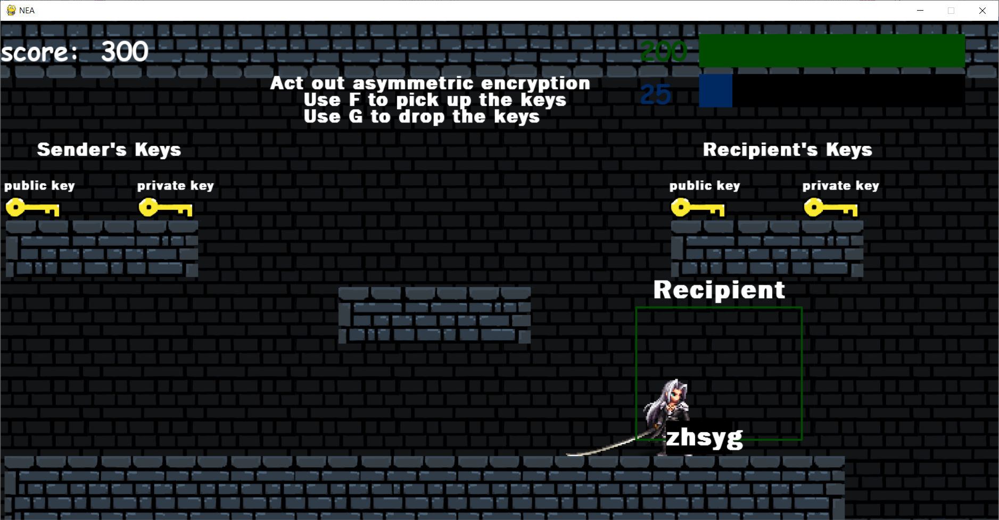 NEA
score: 300
200
25
Act out asymmetric encryption
Use F to pick up the keys
Use G to drop the keys
Sender's Keys
Recipient's Keys
public key
private key
public key
private key
Recipient
zhsyg